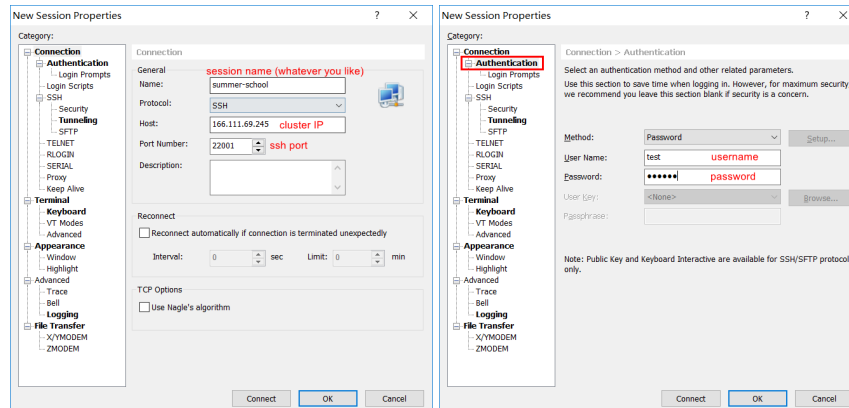 New Session Properties
?
×
Category:
Connection
Authentication
Login Prompts
Login Scripts
SSH
Security
Tunneling
SFTP
TELNET
RLOGIN
SERIAL
Proxy
Keep Alive
Terminal
Keyboard
VT Modes
Advanced
Appearance
Window
Highlight
Advanced
Trace
Bell
Logging
File Transfer
X/YMODEM
ZMODEM
Connection
General
session name (whatever you like)
Name:
summer-school
Protocol:
SSH
Host:
166.111.69.245
cluster IP
Port Number:
22001
ssh port
Description:
Reconnect
Reconnect automatically if connection is terminated unexpectedly
Interval:
0
sec
Limit:
0
min
TCP Options
Use Nagle's algorithm
Connect
OK
Cancel
New Session Properties
?
×
Category:
Connection
Authentication
Login Prompts
Login Scripts
SSH
Security
Tunneling
SFTP
TELNET
RLOGIN
SERIAL
Proxy
Keep Alive
Terminal
Keyboard
VT Modes
Advanced
Appearance
Window
Highlight
Advanced
Trace
Bell
Logging
File Transfer
X/YMODEM
ZMODEM
Connection > Authentication
Select an authentication method and other related parameters.
Use this section to save time when logging in. However, for maximum security
we recommend you leave this section blank if security is a concern.
Method:
Password
Setup...
User Name:
test
username
Password:
●●●●●●
password
User Key:
<None>
Browse...
Passphrase:
Note: Public Key and Keyboard Interactive are available for SSH/SFTP protocol
only.
Connect
OK
Cancel